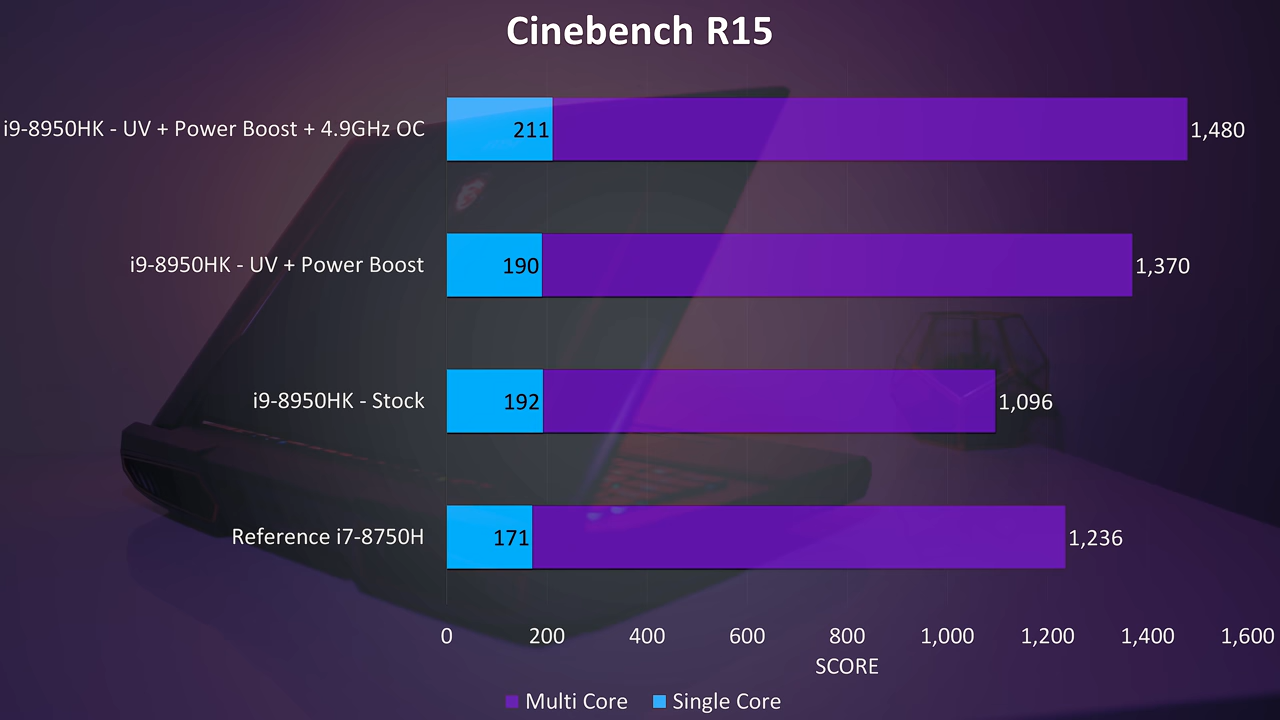 Cinebench R15
i9-8950HK - UV + Power Boost + 4.9GHz OC
211
1,480
i9-8950HK - UV + Power Boost
190
1,370
i9-8950HK - Stock
192
1,096
Reference i7-8750H
171
1,236
0 200 400 600 800 1,000 1,200 1,400 1,600
SCORE
Multi Core Single Core